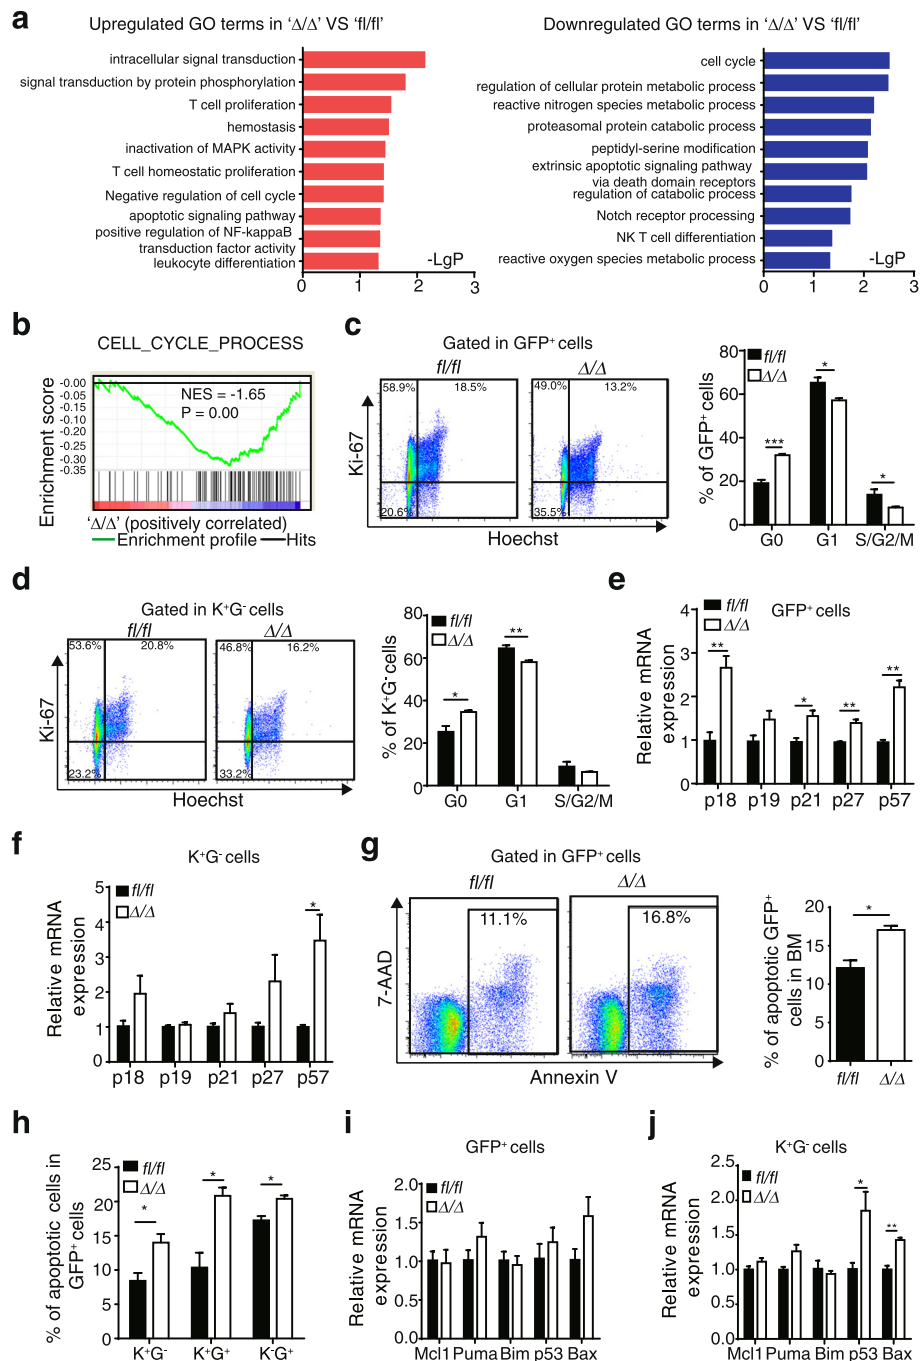 a
Upregulated GO terms in ‘Δ/Δ’ VS ‘fl/fl’
intracellular signal transduction
signal transduction by protein phosphorylation
T cell proliferation
hemostasis
inactivation of MAPK activity
T cell homeostatic proliferation
Negative regulation of cell cycle
apoptotic signaling pathway
positive regulation of NF-kappaB
transduction factor activity
leukocyte differentiation
-LgP
0 1 2 3
Downregulated GO terms in ‘Δ/Δ’ VS ‘fl/fl’
cell cycle
regulation of cellular protein metabolic process
reactive nitrogen species metabolic process
proteasomal protein catabolic process
peptidyl-serine modification
extrinsic apoptotic signaling pathway
via death domain receptors
regulation of catabolic process
Notch receptor processing
NK T cell differentiation
reactive oxygen species metabolic process
-LgP
0 1 2 3
b
CELL_CYCLE_PROCESS
Enrichment score
-0.00
-0.05
-0.10
-0.15
-0.20
-0.25
-0.30
-0.35
NES = -1.65
P = 0.00
‘Δ/Δ’ (positively correlated)
Enrichment profile Hits
c
Gated in GFP+ cells
fl/fl Δ/Δ
58.9% 18.5%
20.6%
49.0% 13.2%
35.5%
Ki-67
Hoechst
% of GFP+ cells
80
60
40
20
0
fl/fl
Δ/Δ
*** * *
G0 G1 S/G2/M
d
Gated in K+G- cells
fl/fl Δ/Δ
53.6% 20.8%
23.2%
46.8% 16.2%
33.2%
Ki-67
Hoechst
% of K+G- cells
80
60
40
20
0
fl/fl
Δ/Δ
* **
G0 G1 S/G2/M
e
GFP+ cells
Relative mRNA
expression
4
3
2
1
0
fl/fl
Δ/Δ
** * ** **
p18 p19 p21 p27 p57
f
K+G- cells
Relative mRNA
expression
5
4
3
2
1
0
fl/fl
Δ/Δ
*
p18 p19 p21 p27 p57
g
Gated in GFP+ cells
fl/fl Δ/Δ
11.1% 16.8%
7-AAD
Annexin V
% of apoptotic GFP+
cells in BM
20
15
10
5
0
*
fl/fl Δ/Δ
h
% of apoptotic cells in
GFP+ cells
25
20
15
10
5
0
fl/fl
Δ/Δ
* * *
K+G- K+G+ K-G+
i
GFP+ cells
Relative mRNA
expression
2.0
1.5
1.0
0.5
0.0
fl/fl
Δ/Δ
Mcl1 Puma Bim p53 Bax
j
K+G- cells
Relative mRNA
expression
2.5
2.0
1.5
1.0
0.5
0.0
fl/fl
Δ/Δ
* **
Mcl1 Puma Bim p53 Bax